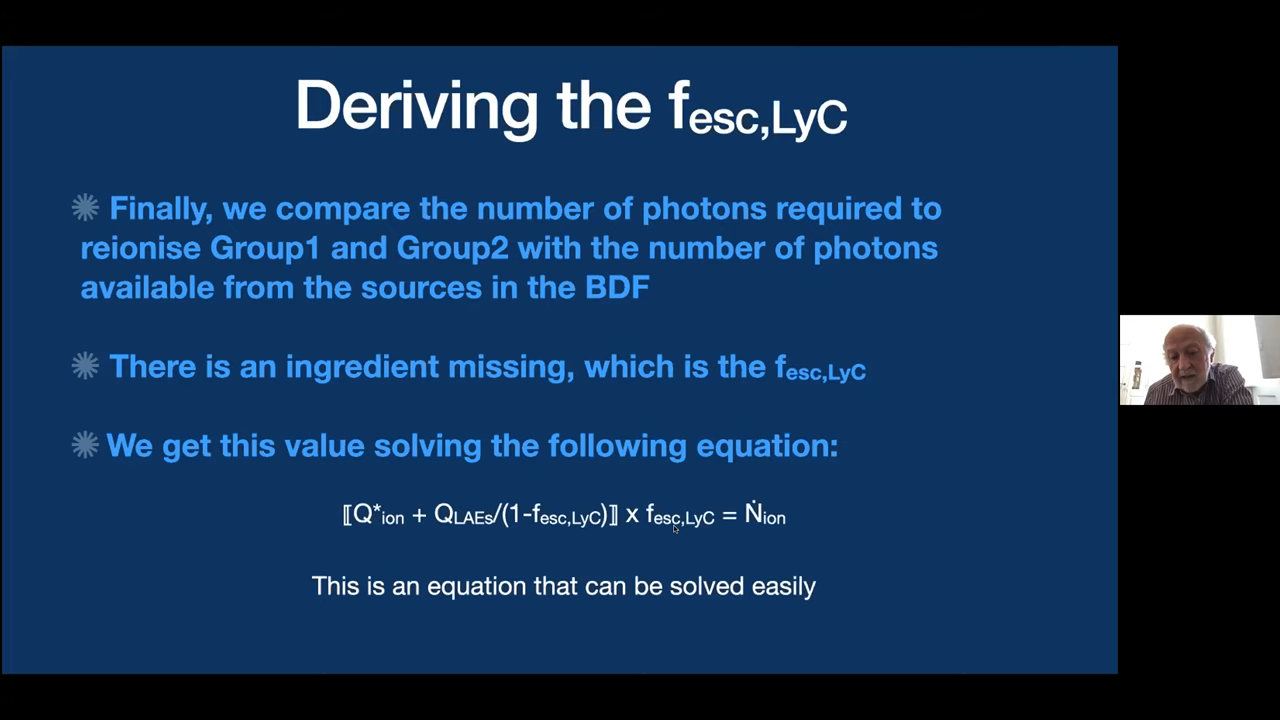 Deriving the fesc,LyC
Finally, we compare the number of photons required to
reionise Group1 and Group2 with the number of photons
available from the sources in the BDF
There is an ingredient missing, which is the fesc,LyC
We get this value solving the following equation:
⟦Q*ion + QLAEs/(1-fesc,LyC)⟧ x fesc,LyC = Ṅion
This is an equation that can be solved easily